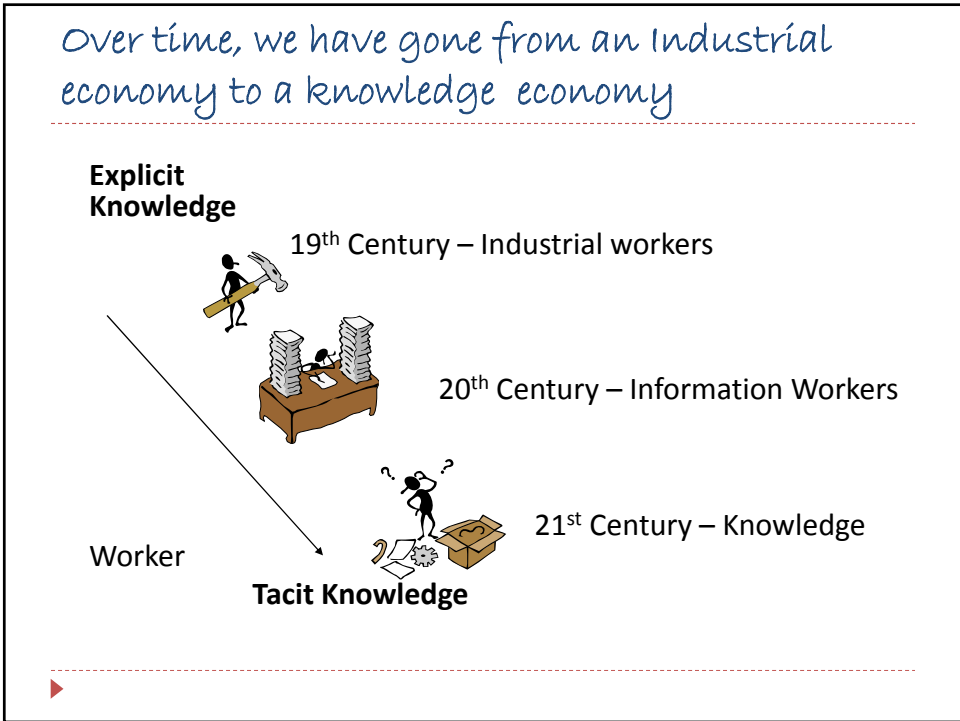 Over time, we have gone from an Industrial
economy to a knowledge economy
Explicit
Knowledge
19th Century – Industrial workers
20th Century – Information Workers
? ?
21st Century – Knowledge
Worker
Tacit Knowledge